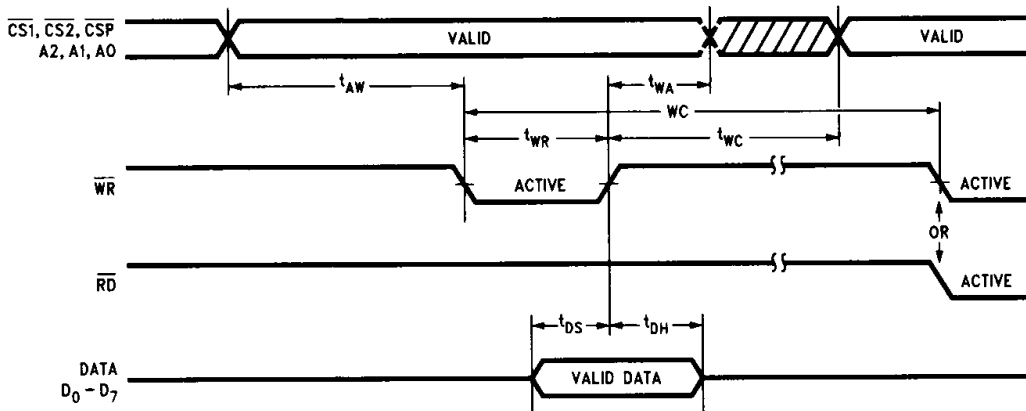 CS1, CS2, CSP
A2, A1, A0
VALID
VALID
tAW
tWA
WC
tWR
tWC
WR
ACTIVE
ACTIVE
OR
RD
ACTIVE
tDS
tDH
DATA
D0 – D7
VALID DATA